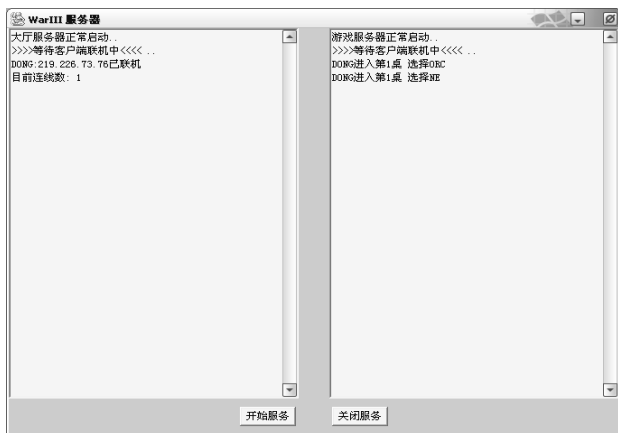 WarIII 服务器
大厅服务器正常启动..
>>>>等待客户端联机中<<<< ..
DONG:219.226.73.76已联机
目前连线数: 1
游戏服务器正常启动..
>>>>等待客户端联机中<<<< ..
DONG进入第1桌 选择ORC
DONG进入第1桌 选择NE
开始服务
关闭服务